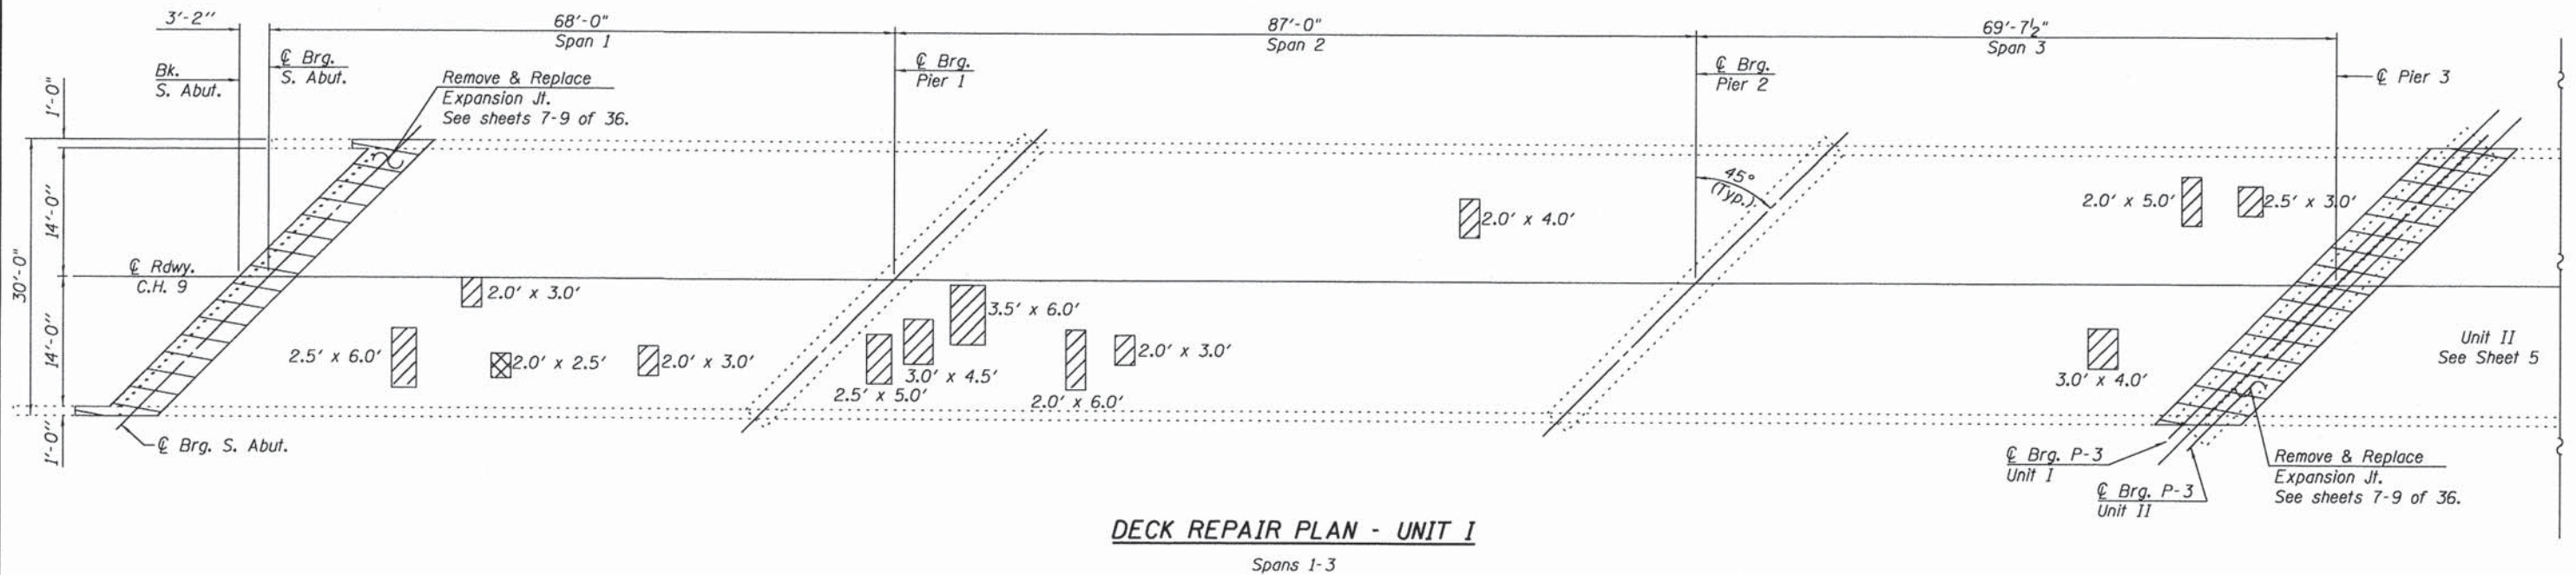 3'-2"
68'-0"
Span 1
87'-0"
Span 2
69'-7½"
Span 3
Bk.
S. Abut.
℄ Brg.
S. Abut.
Remove & Replace
Expansion Jt.
See sheets 7-9 of 36.
℄ Brg.
Pier 1
℄ Brg.
Pier 2
℄ Pier 3
1'-0"
14'-0"
30'-0"
14'-0"
1'-0"
45°
(Typ.)
2.0' x 4.0'
2.0' x 5.0'
2.5' x 3.0'
℄ Rdwy.
C.H. 9
2.0' x 3.0'
2.5' x 6.0'
2.0' x 2.5'
2.0' x 3.0'
3.5' x 6.0'
3.0' x 4.5'
2.5' x 5.0'
2.0' x 6.0'
2.0' x 3.0'
3.0' x 4.0'
Unit II
See Sheet 5
℄ Brg. S. Abut.
℄ Brg. P-3
Unit I
℄ Brg. P-3
Unit II
Remove & Replace
Expansion Jt.
See sheets 7-9 of 36.
DECK REPAIR PLAN - UNIT I
Spans 1-3